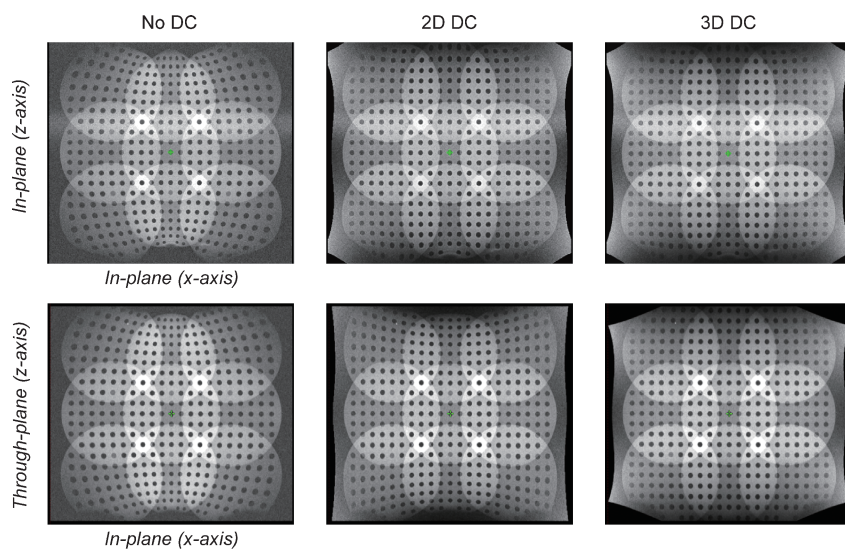 No DC
2D DC
3D DC
In-plane (z-axis)
In-plane (x-axis)
Through-plane (z-axis)
In-plane (x-axis)